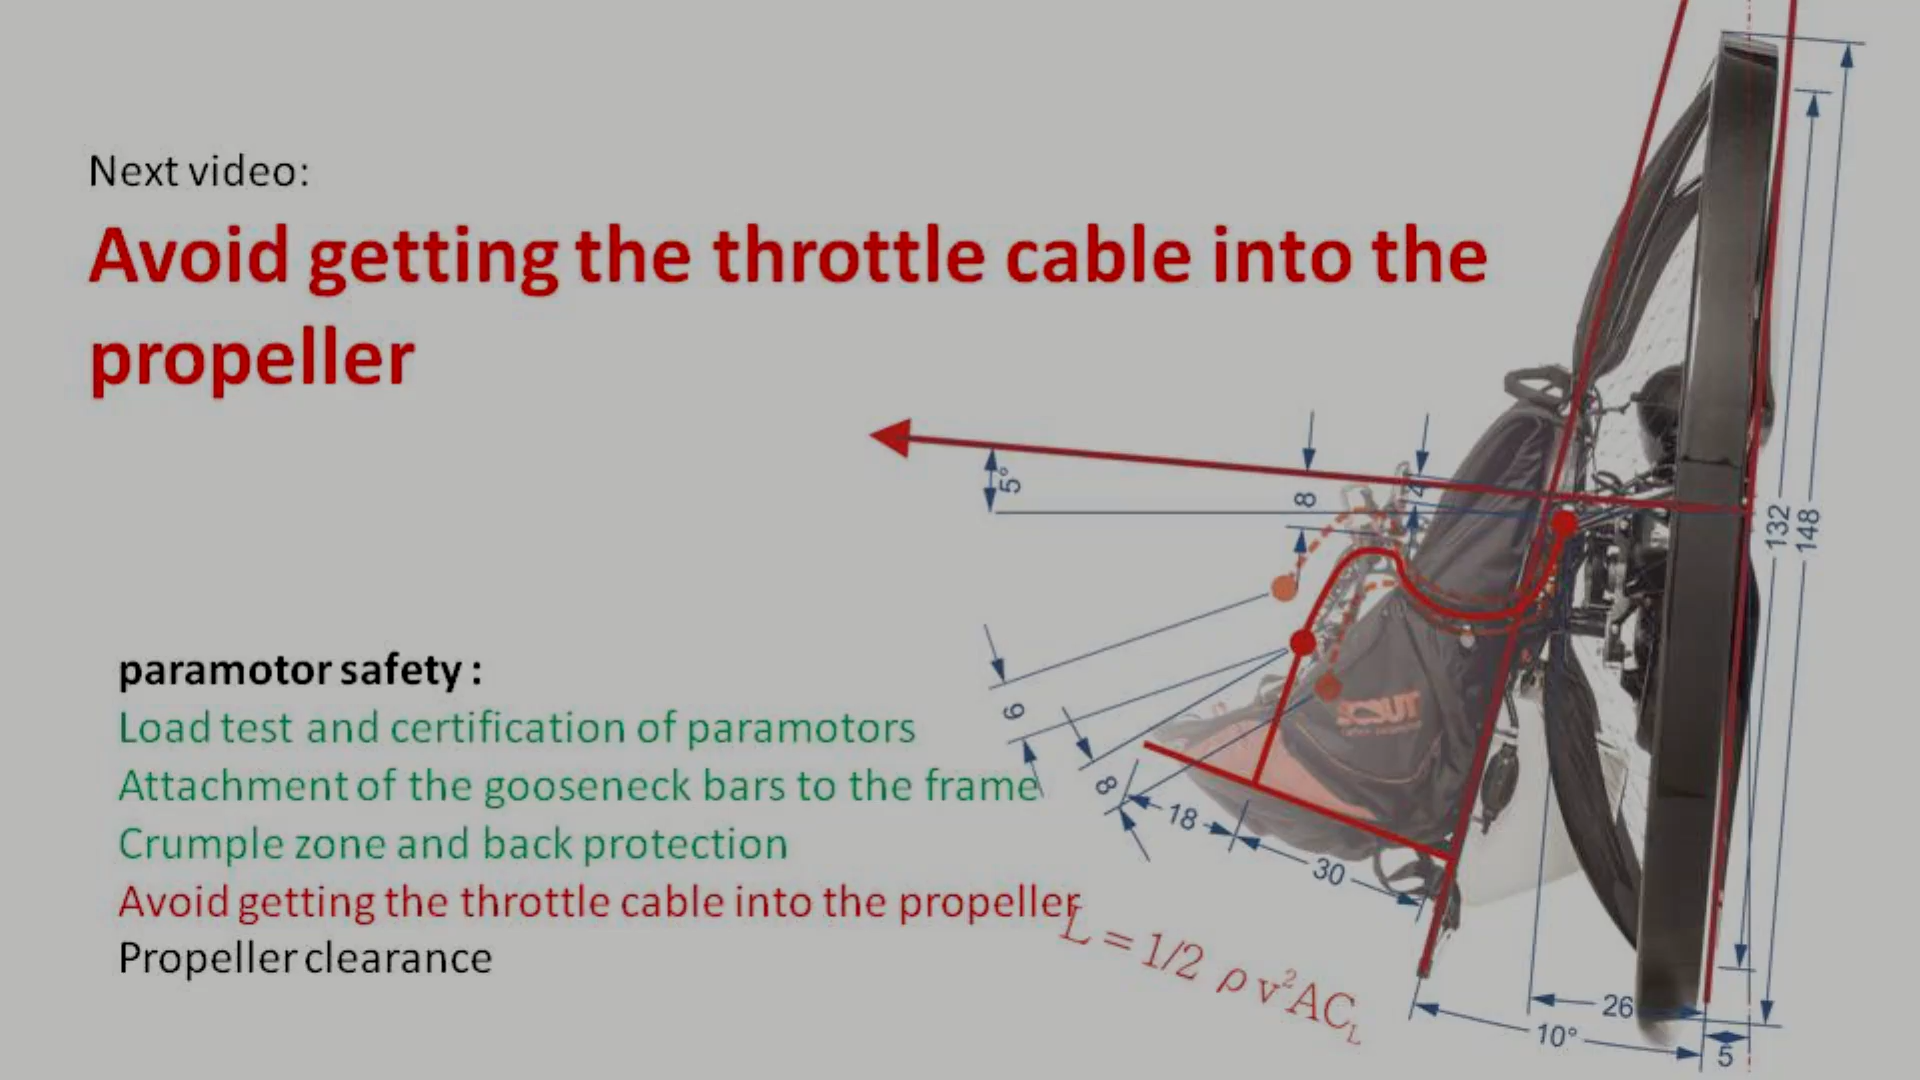 Next video:
Avoid getting the throttle cable into the
propeller
5°
8
4
132
148
SCOUT
6
8
18
30
paramotor safety :
Load test and certification of paramotors
Attachment of the gooseneck bars to the frame
Crumple zone and back protection
Avoid getting the throttle cable into the propeller
Propeller clearance
L = 1/2 ρ v²AC_L
26
10°
5